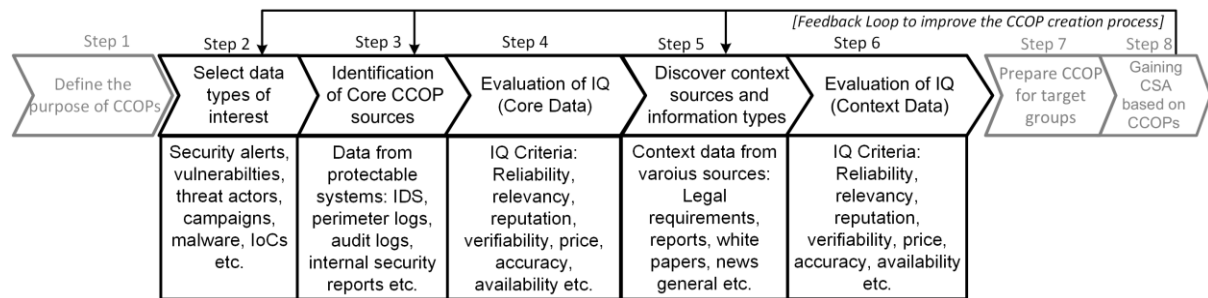 [Feedback Loop to improve the CCOP creation process]
Step 1
Define the
purpose of CCOPs
Step 2
Select data
types of
interest
Step 3
Identification
of Core CCOP
sources
Step 4
Evaluation of IQ
(Core Data)
Step 5
Discover context
sources and
information types
Step 6
Evaluation of IQ
(Context Data)
Step 7
Prepare CCOP
for target
groups
Step 8
Gaining
CSA
based on
CCOPs
Security alerts,
vulnerabilties,
threat actors,
campaigns,
malware, IoCs
etc.
Data from
protectable
systems: IDS,
perimeter logs,
audit logs,
internal security
reports etc.
IQ Criteria:
Reliability,
relevancy,
reputation,
verifiability, price,
accuracy,
availability etc.
Context data from
varoius sources:
Legal
requirements,
reports, white
papers, news
general etc.
IQ Criteria:
Reliability,
relevancy,
reputation,
verifiability, price,
accuracy, availability
etc.